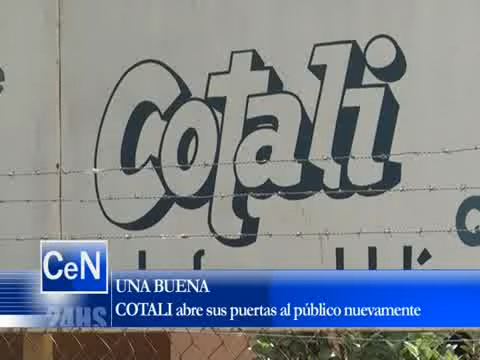 Cotali
CeN
24HS
UNA BUENA
COTALI abre sus puertas al público nuevamente